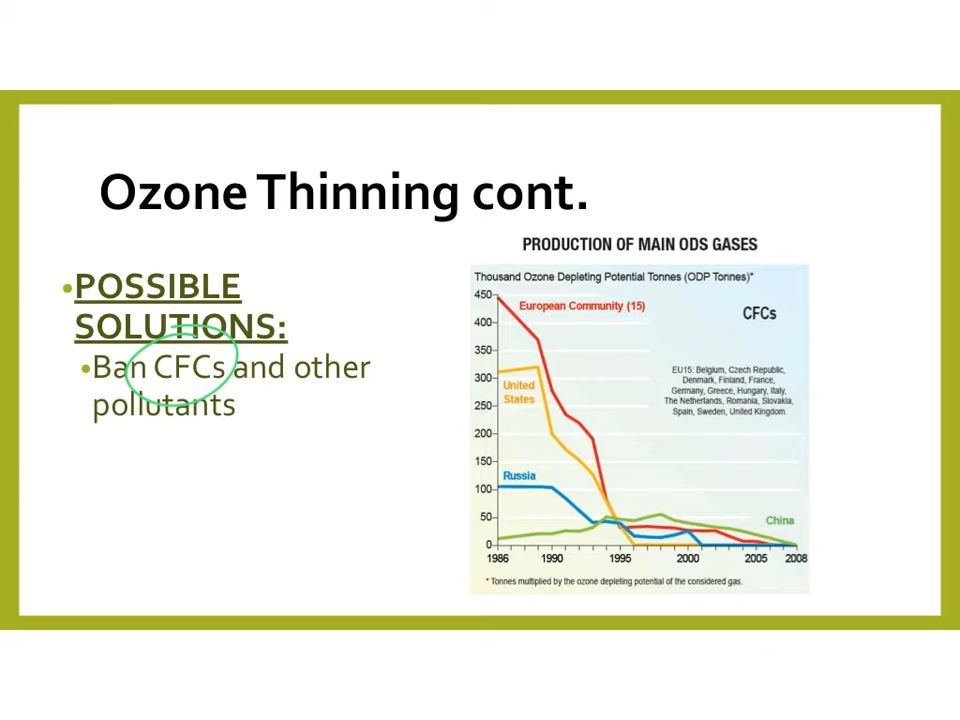 Ozone Thinning cont.
•POSSIBLE
SOLUTIONS:
•Ban CFCs and other
pollutants
PRODUCTION OF MAIN ODS GASES
Thousand Ozone Depleting Potential Tonnes (ODP Tonnes)*
450
400
350
300
250
200
150
100
50
0
European Community (15)
CFCs
EU15: Belgium, Czech Republic,
Denmark, Finland, France,
Germany, Greece, Hungary, Italy,
The Netherlands, Romania, Slovakia,
Spain, Sweden, United Kingdom.
United
States
Russia
China
1986 1990 1995 2000 2005 2008
* Tonnes multiplied by the ozone depleting potential of the considered gas.